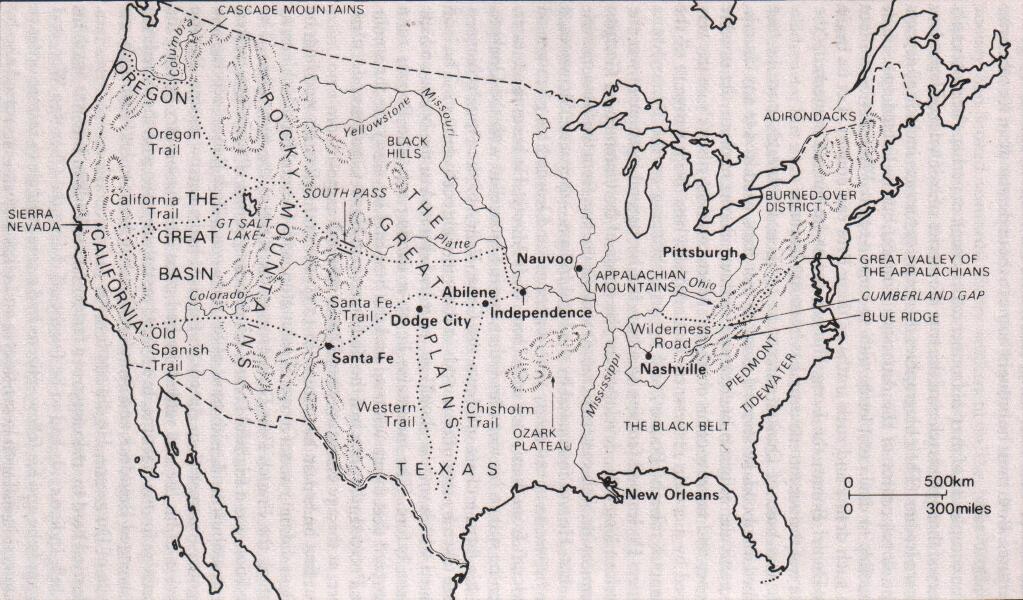 CASCADE MOUNTAINS
Columbia
OREGON
ROCKY MOUNTAINS
Missouri
Yellowstone
ADIRONDACKS
Oregon
Trail
BLACK
HILLS
SOUTH PASS
BURNED-OVER
DISTRICT
California
Trail
THE
GREAT
BASIN
SIERRA
NEVADA
GT SALT
LAKE
THE GREAT PLAINS
Platte
Nauvoo
Pittsburgh
APPALACHIAN
MOUNTAINS
Ohio
GREAT VALLEY OF
THE APPALACHIANS
CALIFORNIA
Colorado
Santa Fe
Trail
Abilene
Independence
CUMBERLAND GAP
Dodge City
BLUE RIDGE
Old
Spanish
Trail
Wilderness
Road
Santa Fe
Nashville
PIEDMONT
TIDEWATER
Mississippi
Western
Trail
Chisholm
Trail
OZARK
PLATEAU
THE BLACK BELT
TEXAS
New Orleans
0 500km
0 300miles